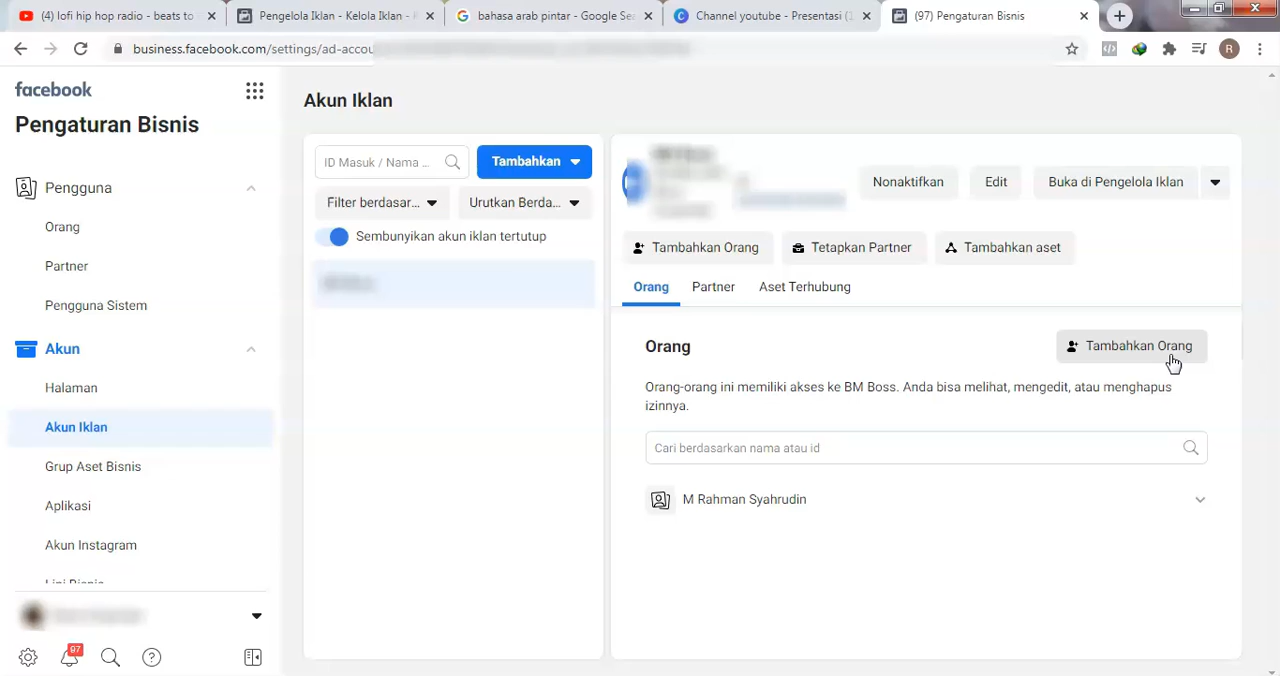 (4) lofi hip hop radio - beats to
Pengelola Iklan - Kelola Iklan -
bahasa arab pintar - Google Sea
Channel youtube - Presentasi (1
(97) Pengaturan Bisnis
business.facebook.com/settings/ad-accou
R
facebook
Pengaturan Bisnis
Pengguna
Orang
Partner
Pengguna Sistem
Akun
Halaman
Akun Iklan
Grup Aset Bisnis
Aplikasi
Akun Instagram
Lini Bisnis
97
Akun Iklan
ID Masuk / Nama ...
Tambahkan
Filter berdasar...
Urutkan Berda...
Sembunyikan akun iklan tertutup
Nonaktifkan
Edit
Buka di Pengelola Iklan
Tambahkan Orang
Tetapkan Partner
Tambahkan aset
Orang
Partner
Aset Terhubung
Orang
Tambahkan Orang
Orang-orang ini memiliki akses ke BM Boss. Anda bisa melihat, mengedit, atau menghapus
izinnya.
Cari berdasarkan nama atau id
M Rahman Syahrudin